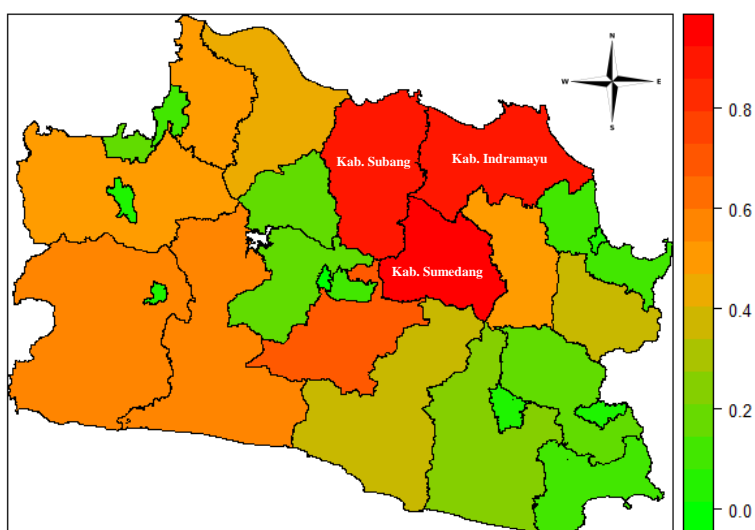 N
W E
S
Kab. Subang
Kab. Indramayu
Kab. Sumedang
0.8
0.6
0.4
0.2
0.0